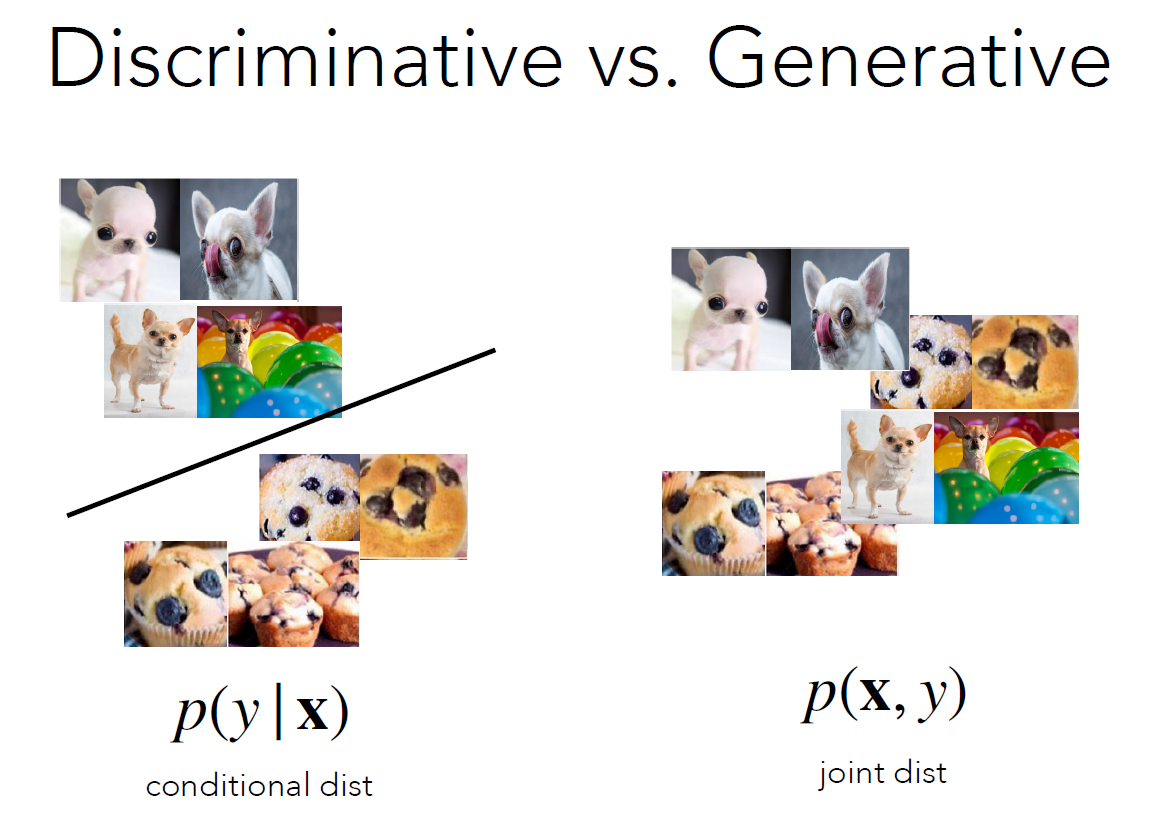 Discriminative vs. Generative
p(y | x)
conditional dist
p(x, y)
joint dist